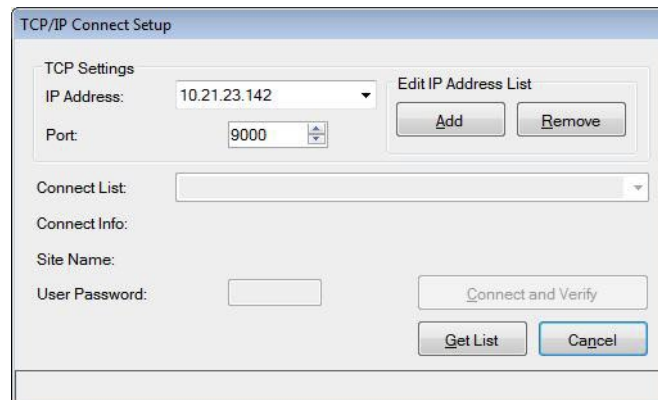 TCP/IP Connect Setup
TCP Settings
IP Address: 10.21.23.142
Edit IP Address List
Add Remove
Port: 9000
Connect List:
Connect Info:
Site Name:
User Password:
Connect and Verify
Get List Cancel